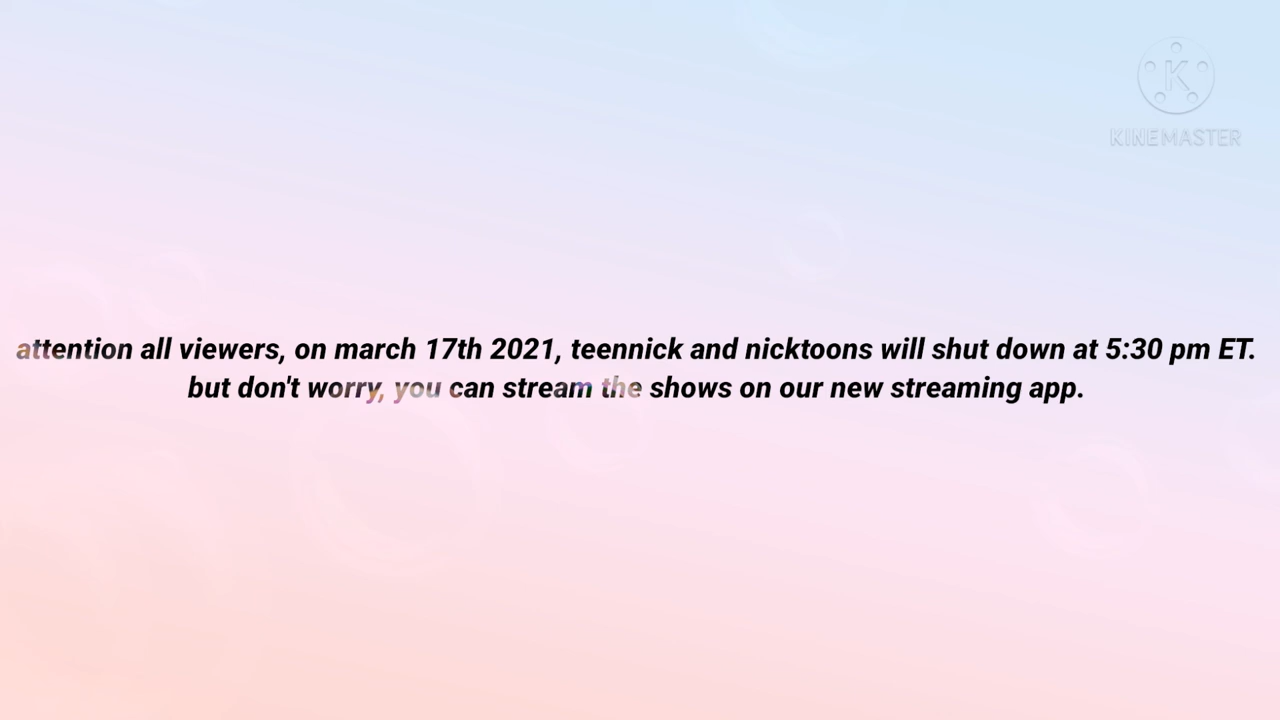 K
KINEMASTER
attention all viewers, on march 17th 2021, teennick and nicktoons will shut down at 5:30 pm ET.
but don't worry, you can stream the shows on our new streaming app.